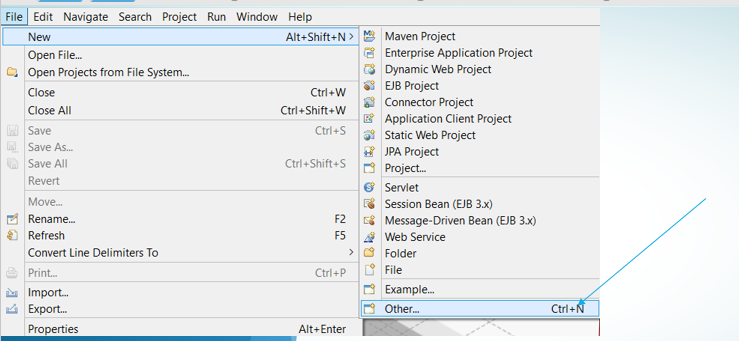 File Edit Navigate Search Project Run Window Help
New Alt+Shift+N >
Open File...
Open Projects from File System...
Close Ctrl+W
Close All Ctrl+Shift+W
Save Ctrl+S
Save As...
Save All Ctrl+Shift+S
Revert
Move...
Rename... F2
Refresh F5
Convert Line Delimiters To >
Print... Ctrl+P
Import...
Export...
Properties Alt+Enter
Maven Project
Enterprise Application Project
Dynamic Web Project
EJB Project
Connector Project
Application Client Project
Static Web Project
JPA Project
Project...
Servlet
Session Bean (EJB 3.x)
Message-Driven Bean (EJB 3.x)
Web Service
Folder
File
Example...
Other... Ctrl+N